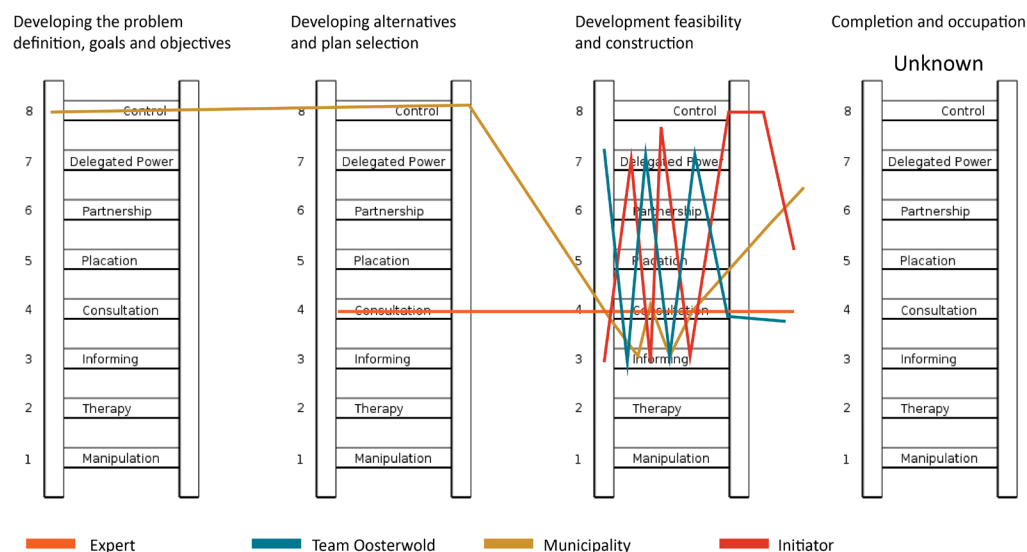 Developing the problem
definition, goals and objectives
Developing alternatives
and plan selection
Development feasibility
and construction
Completion and occupation
Unknown
8 Control
7 Delegated Power
6 Partnership
5 Placation
4 Consultation
3 Informing
2 Therapy
1 Manipulation
8 Control
7 Delegated Power
6 Partnership
5 Placation
4 Consultation
3 Informing
2 Therapy
1 Manipulation
8 Control
7 Delegated Power
6 Partnership
5 Placation
4 Consultation
3 Informing
2 Therapy
1 Manipulation
8 Control
7 Delegated Power
6 Partnership
5 Placation
4 Consultation
3 Informing
2 Therapy
1 Manipulation
Expert
Team Oosterwold
Municipality
Initiator